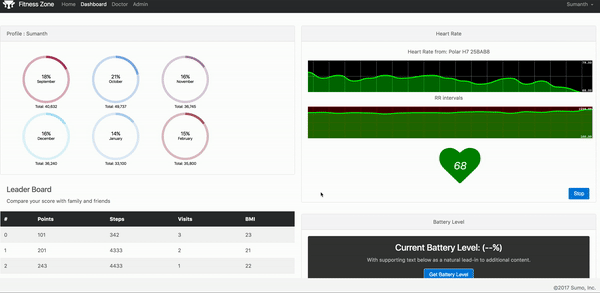 Fitness Zone Home Dashboard Doctor Admin Sumanth
Profile : Sumanth
18% September Total: 40,632
21% October Total: 49,737
16% November Total: 36,745
16% December Total: 36,240
14% January Total: 33,100
15% February Total: 35,800
Leader Board
Compare your score with family and friends
# Points Steps Visits BMI
0 101 342 3 23
1 201 4333 2 21
2 243 4433 1 22
Heart Rate
Heart Rate from: Polar H7 25BA88
RR intervals
68
Stop
Battery Level
Current Battery Level: (--%)
With supporting text below as a natural lead-in to additional content.
Get Battery Level
©2017 Sumo, Inc.